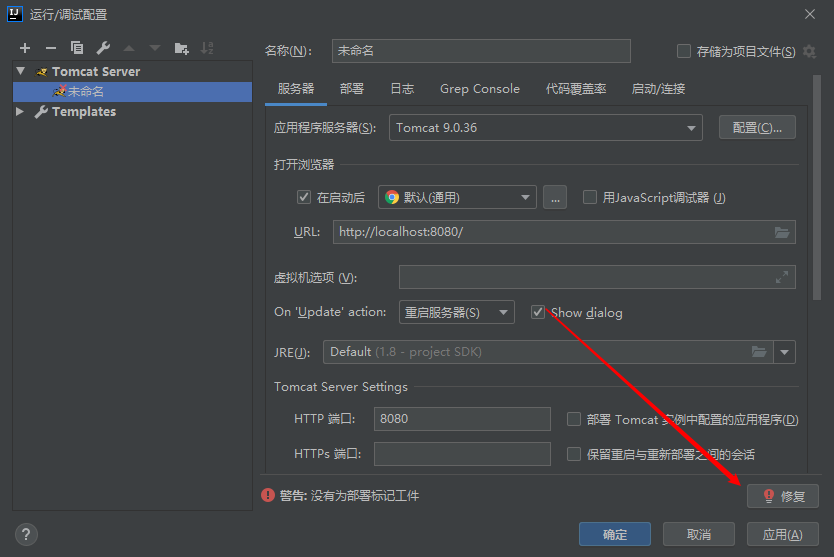 运行/调试配置
Tomcat Server
未命名
Templates
名称(N):
未命名
存储为项目文件(S)
服务器 部署 日志 Grep Console 代码覆盖率 启动/连接
应用程序服务器(S): Tomcat 9.0.36 配置(C)...
打开浏览器
在启动后 默认(通用) ... 用JavaScript调试器 (J)
URL: http://localhost:8080/
虚拟机选项 (V):
On 'Update' action: 重启服务器(S) Show dialog
JRE(J): Default (1.8 - project SDK)
Tomcat Server Settings
HTTP 端口: 8080 部署 Tomcat 实例中配置的应用程序(D)
HTTPs 端口: 保留重启与重新部署之间的会话
警告: 没有为部署标记工件 修复
? 确定 取消 应用(A)